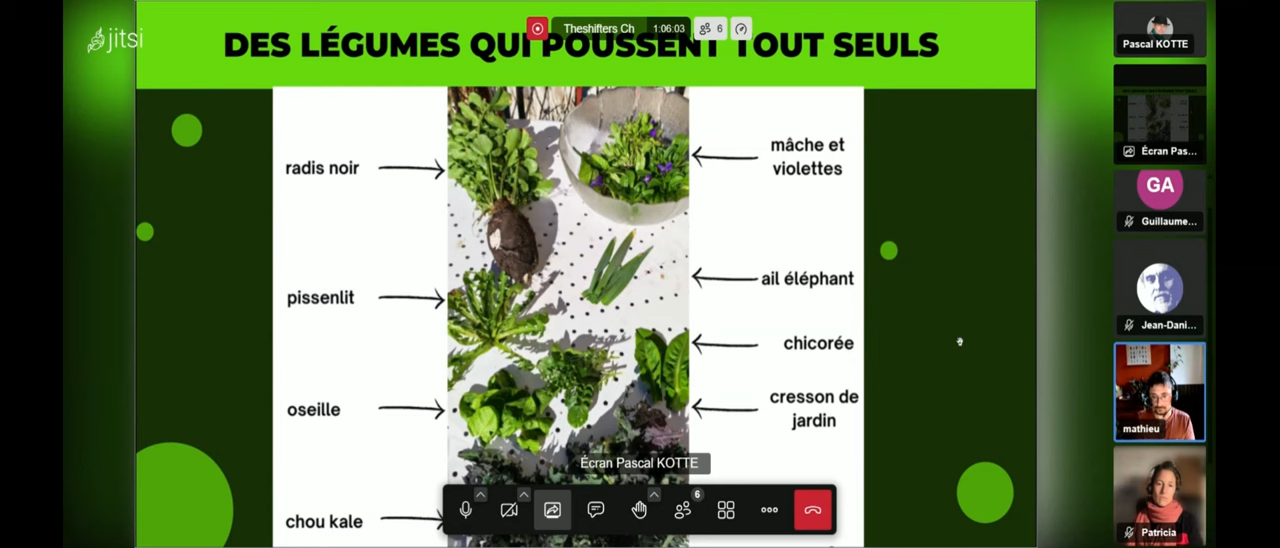 jitsi
DES LÉGUMES QUI POUSSENT TOUT SEULS
Theshifters Ch
1:06:03
6
radis noir
pissenlit
oseille
chou kale
mâche et
violettes
ail éléphant
chicorée
cresson de
jardin
Écran Pascal KOTTE
6
Pascal KOTTE
Écran Pas...
GA
Guillaume...
Jean-Dani...
mathieu
Patricia